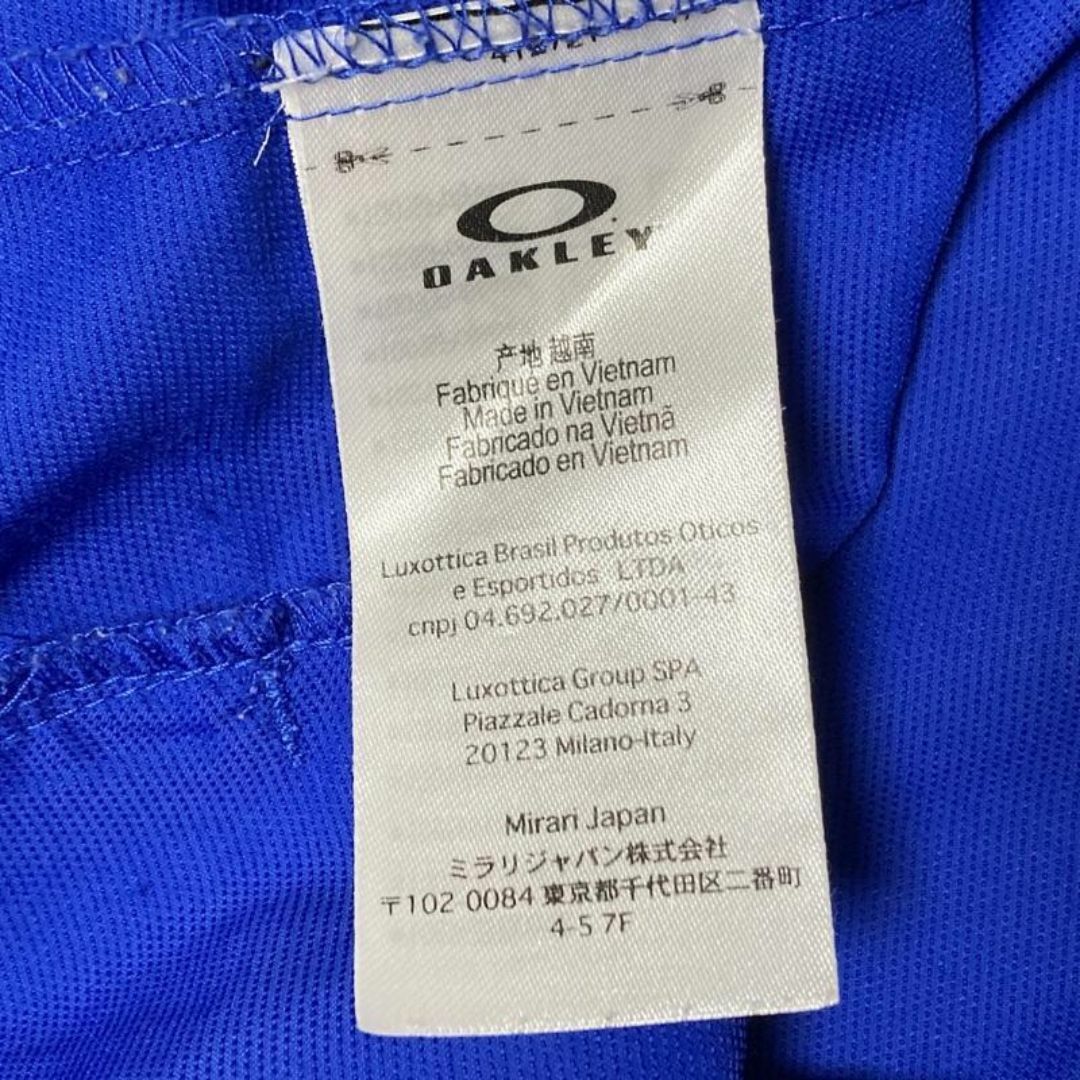 OAKLEY
产地 越南
Fabriqué en Vietnam
Made in Vietnam
Fabricado na Vietnã
Fabricado en Vietnam
Luxottica Brasil Produtos Oticos
e Esportidos LTDA
cnpj 04.692.027/0001-43
Luxottica Group SPA
Piazzale Cadorna 3
20123 Milano-Italy
Mirari Japan
ミラリジャパン株式会社
〒102 0084 東京都千代田区二番町
4-5 7F